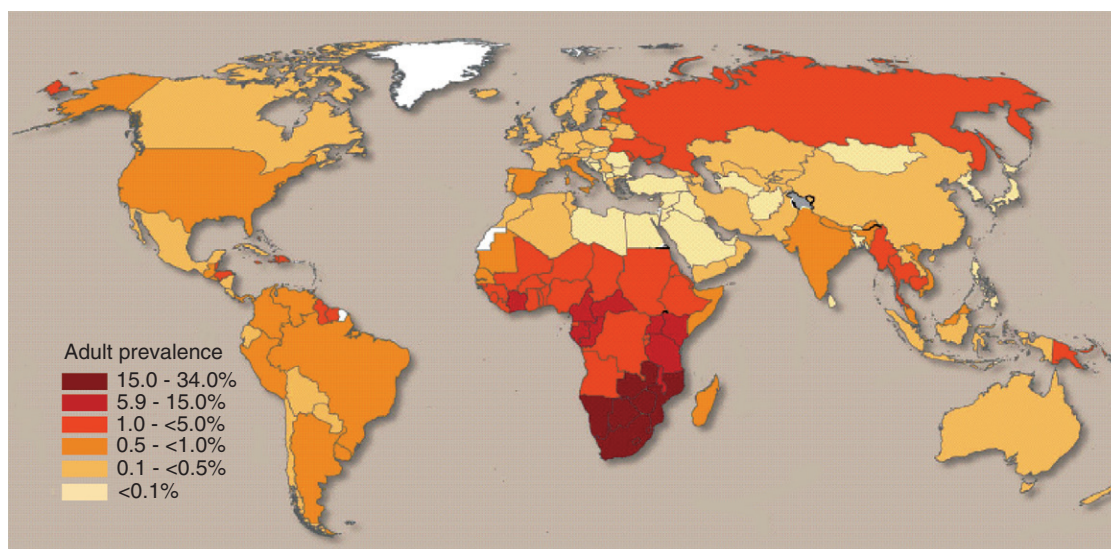 Adult prevalence
15.0 - 34.0%
5.9 - 15.0%
1.0 - <5.0%
0.5 - <1.0%
0.1 - <0.5%
<0.1%